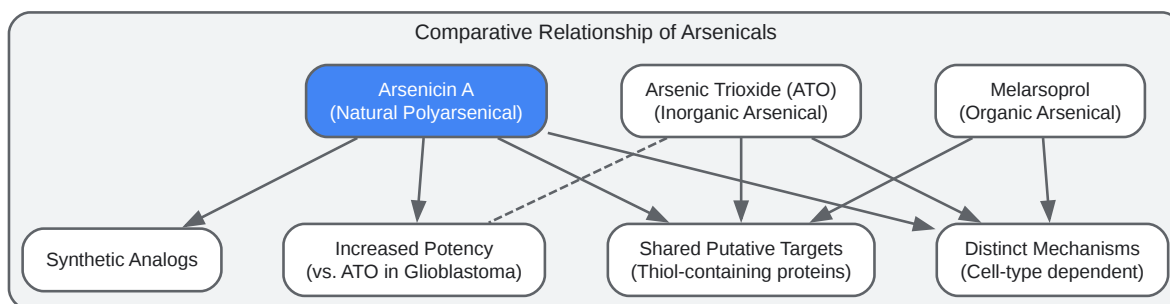 Comparative Relationship of Arsenicals
Arsenicin A
(Natural Polyarsenical)
Arsenic Trioxide (ATO)
(Inorganic Arsenical)
Melarsoprol
(Organic Arsenical)
Synthetic Analogs
Increased Potency
(vs. ATO in Glioblastoma)
Shared Putative Targets
(Thiol-containing proteins)
Distinct Mechanisms
(Cell-type dependent)